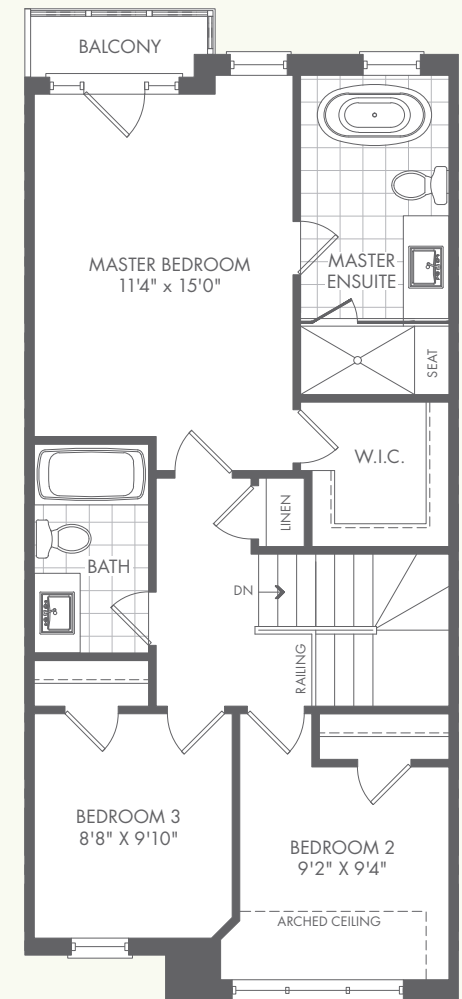 BALCONY
MASTER BEDROOM
11'4" x 15'0"
MASTER
ENSUITE
SEAT
W.I.C.
LINEN
BATH
DN
RAILING
BEDROOM 3
8'8" X 9'10"
BEDROOM 2
9'2" X 9'4"
ARCHED CEILING